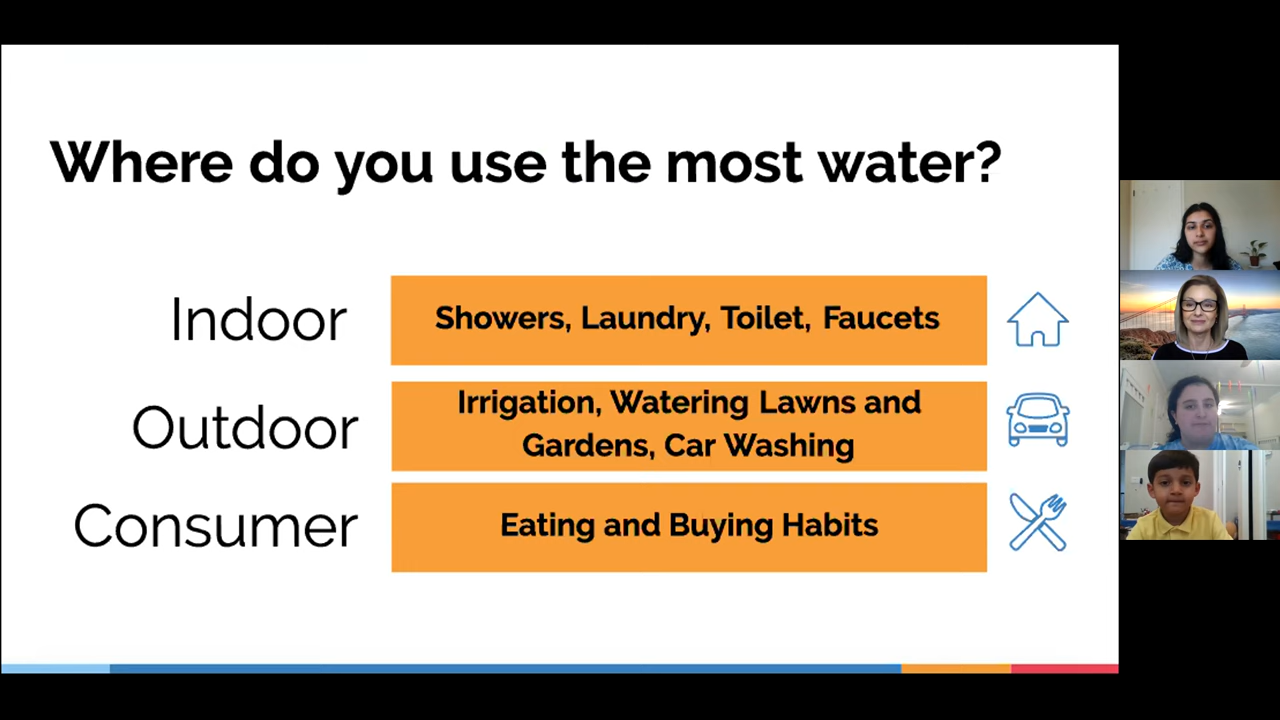 Where do you use the most water?
Indoor
Showers, Laundry, Toilet, Faucets
Outdoor
Irrigation, Watering Lawns and
Gardens, Car Washing
Consumer
Eating and Buying Habits